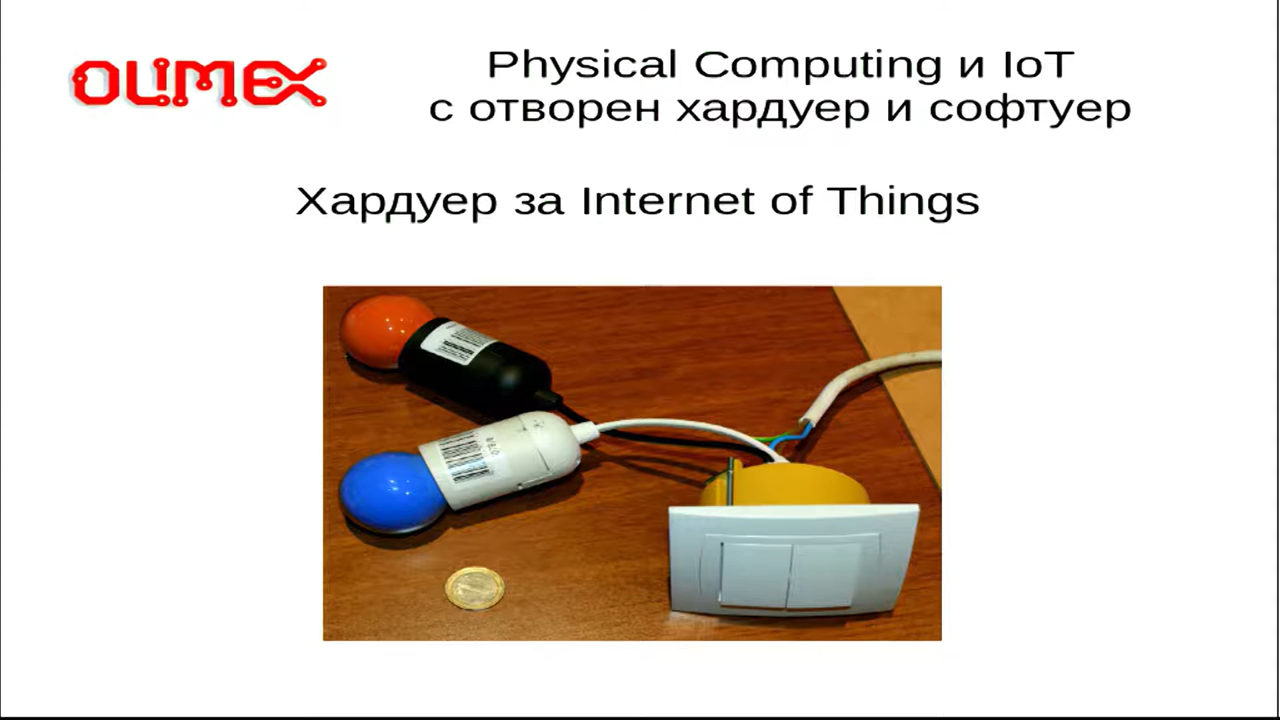 OLIMEX
Physical Computing и IoT
с отворен хардуер и софтуер
Хардуер за Internet of Things